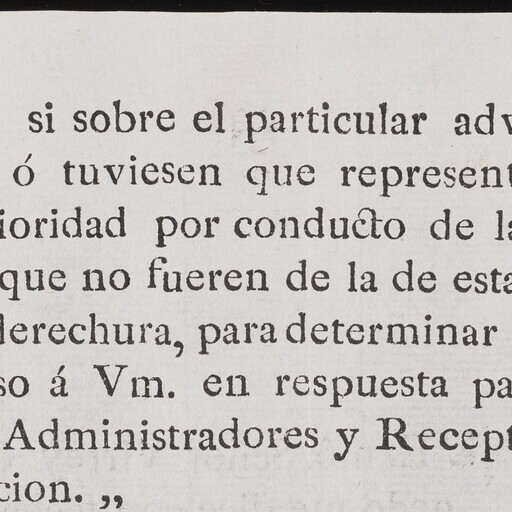 si sobre el particular adv
ó tuviesen que represent
ioridad por conducto de la
que no fueren de la de esta
derechura, para determinar
so á Vm. en respuesta pa
Administradores y Recept
cion. „